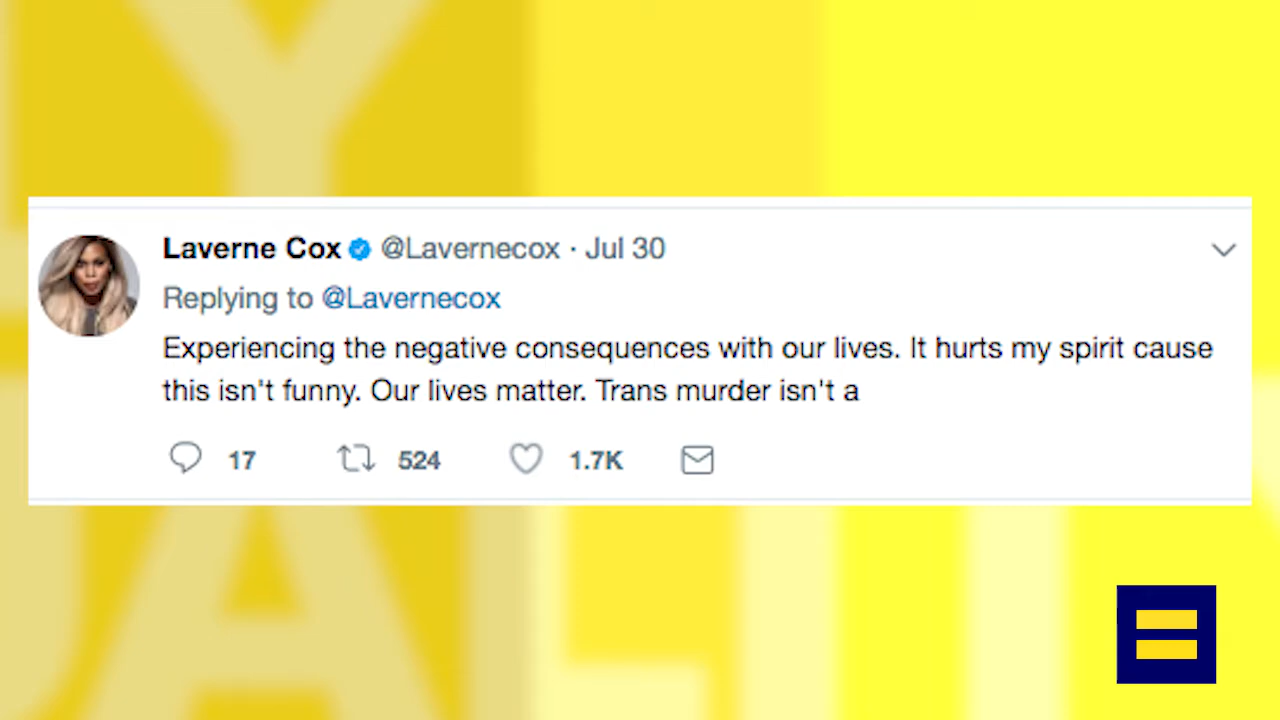 Laverne Cox @Lavernecox · Jul 30
Replying to @Lavernecox
Experiencing the negative consequences with our lives. It hurts my spirit cause
this isn't funny. Our lives matter. Trans murder isn't a
17 524 1.7K